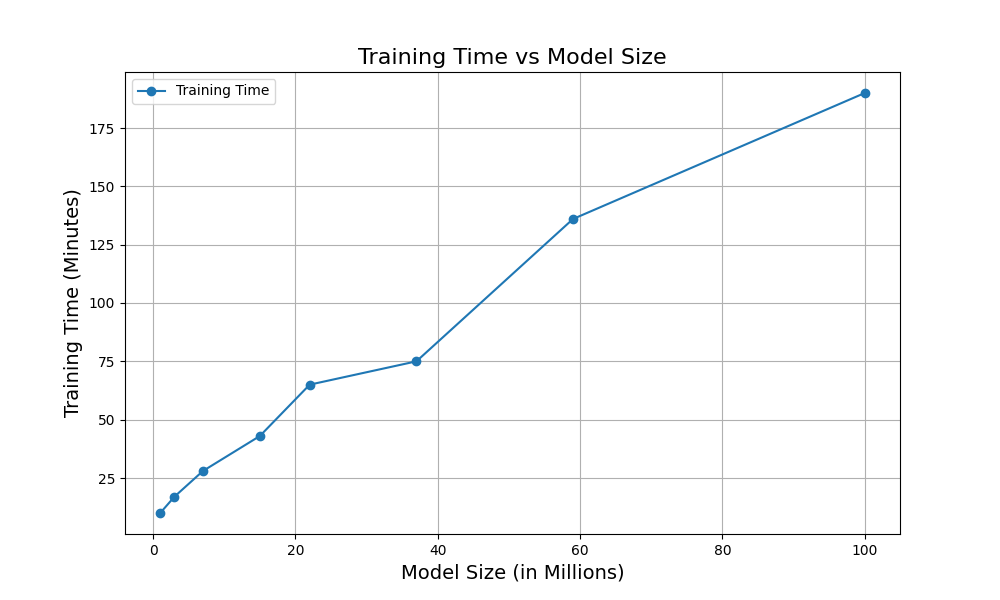 Training Time vs Model Size
Training Time
175
150
125
100
75
50
25
Training Time (Minutes)
0 20 40 60 80 100
Model Size (in Millions)